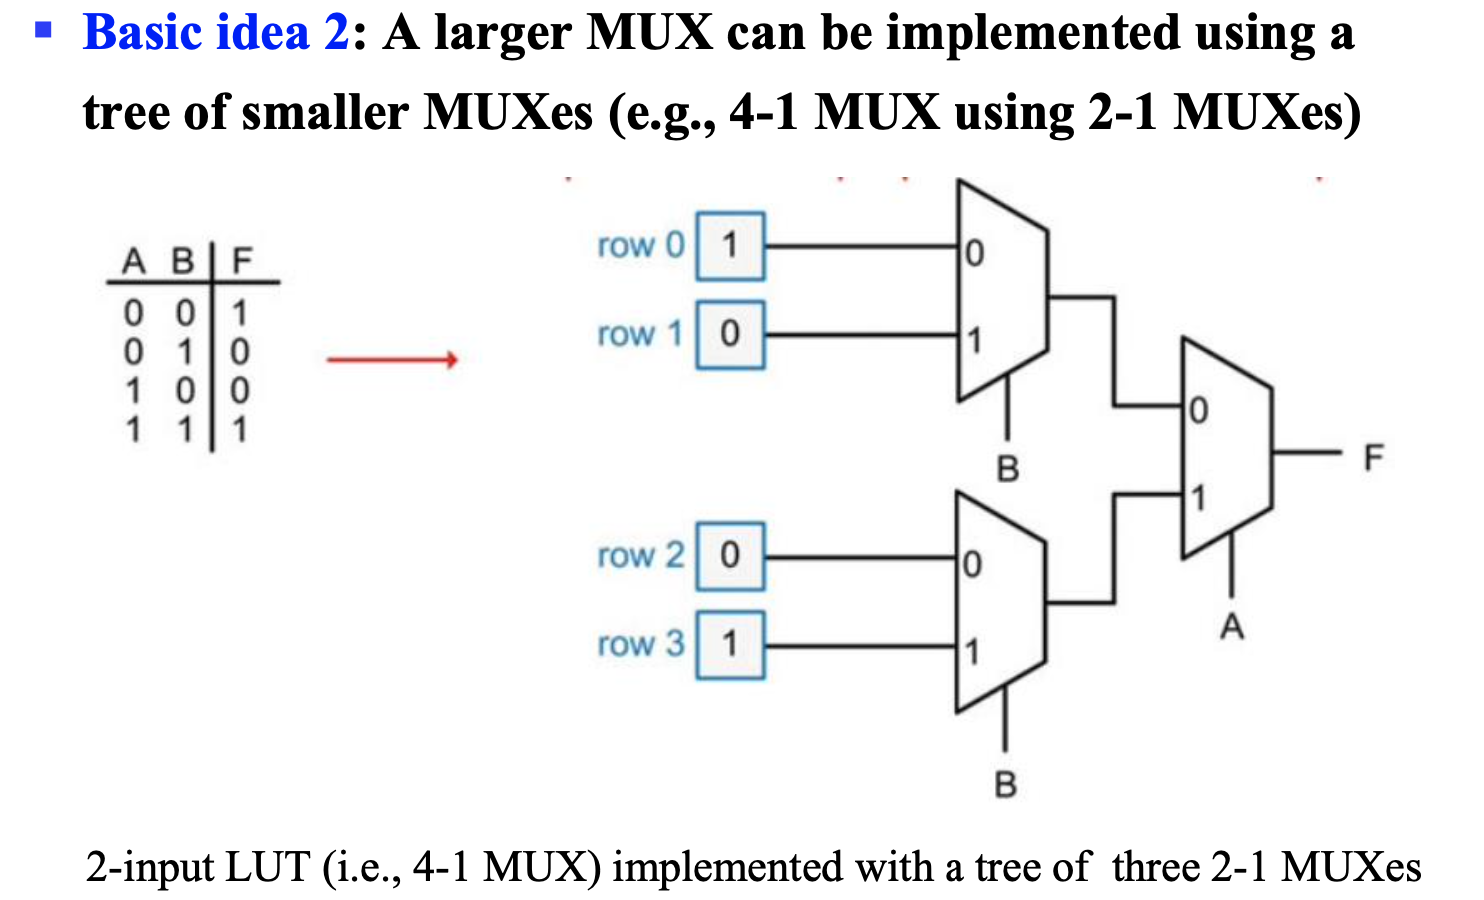 ▪ Basic idea 2: A larger MUX can be implemented using a
tree of smaller MUXes (e.g., 4-1 MUX using 2-1 MUXes)
A B F
0 0 1
0 1 0
1 0 0
1 1 1
row 0 1
row 1 0
0
1
B
row 2 0
row 3 1
0
1
B
0
1
A
F
2-input LUT (i.e., 4-1 MUX) implemented with a tree of three 2-1 MUXes